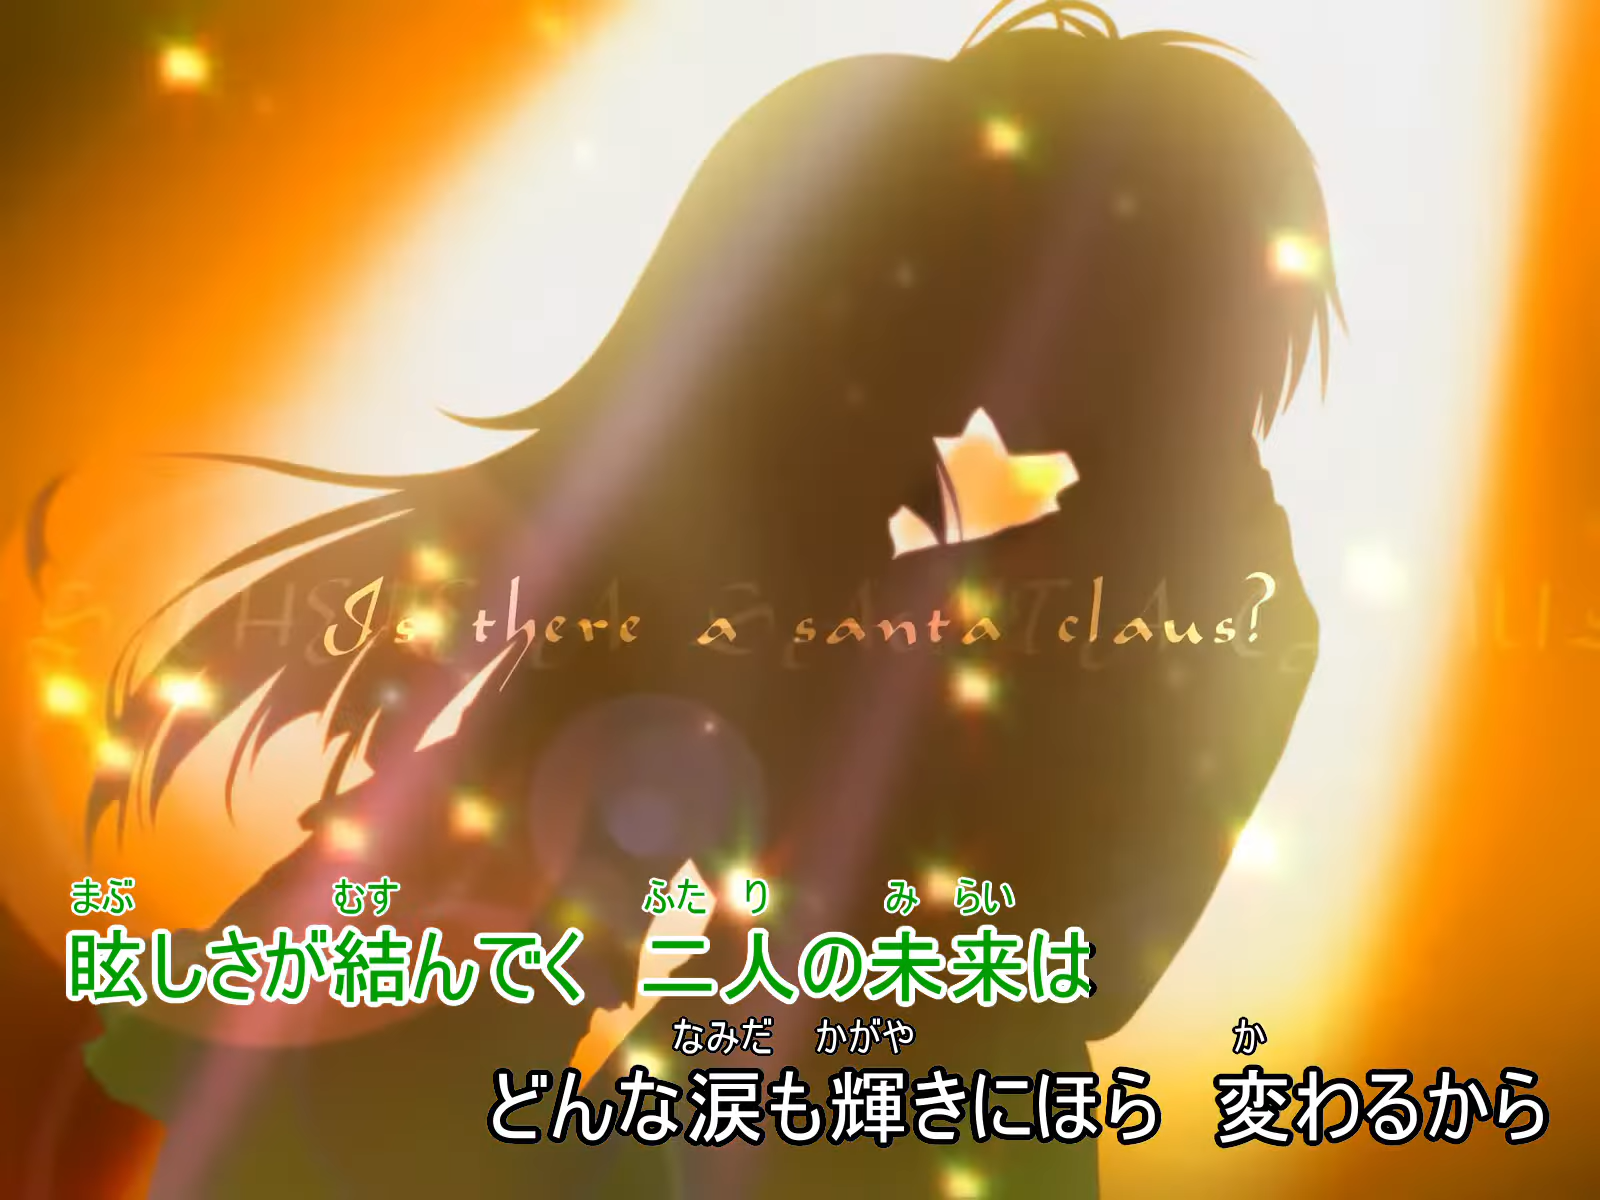 Is there a santa claus?
まぶ むす ふた り み らい
眩しさが結んでく 二人の未来は
なみだ かがや か
どんな涙も輝きにほら 変わるから